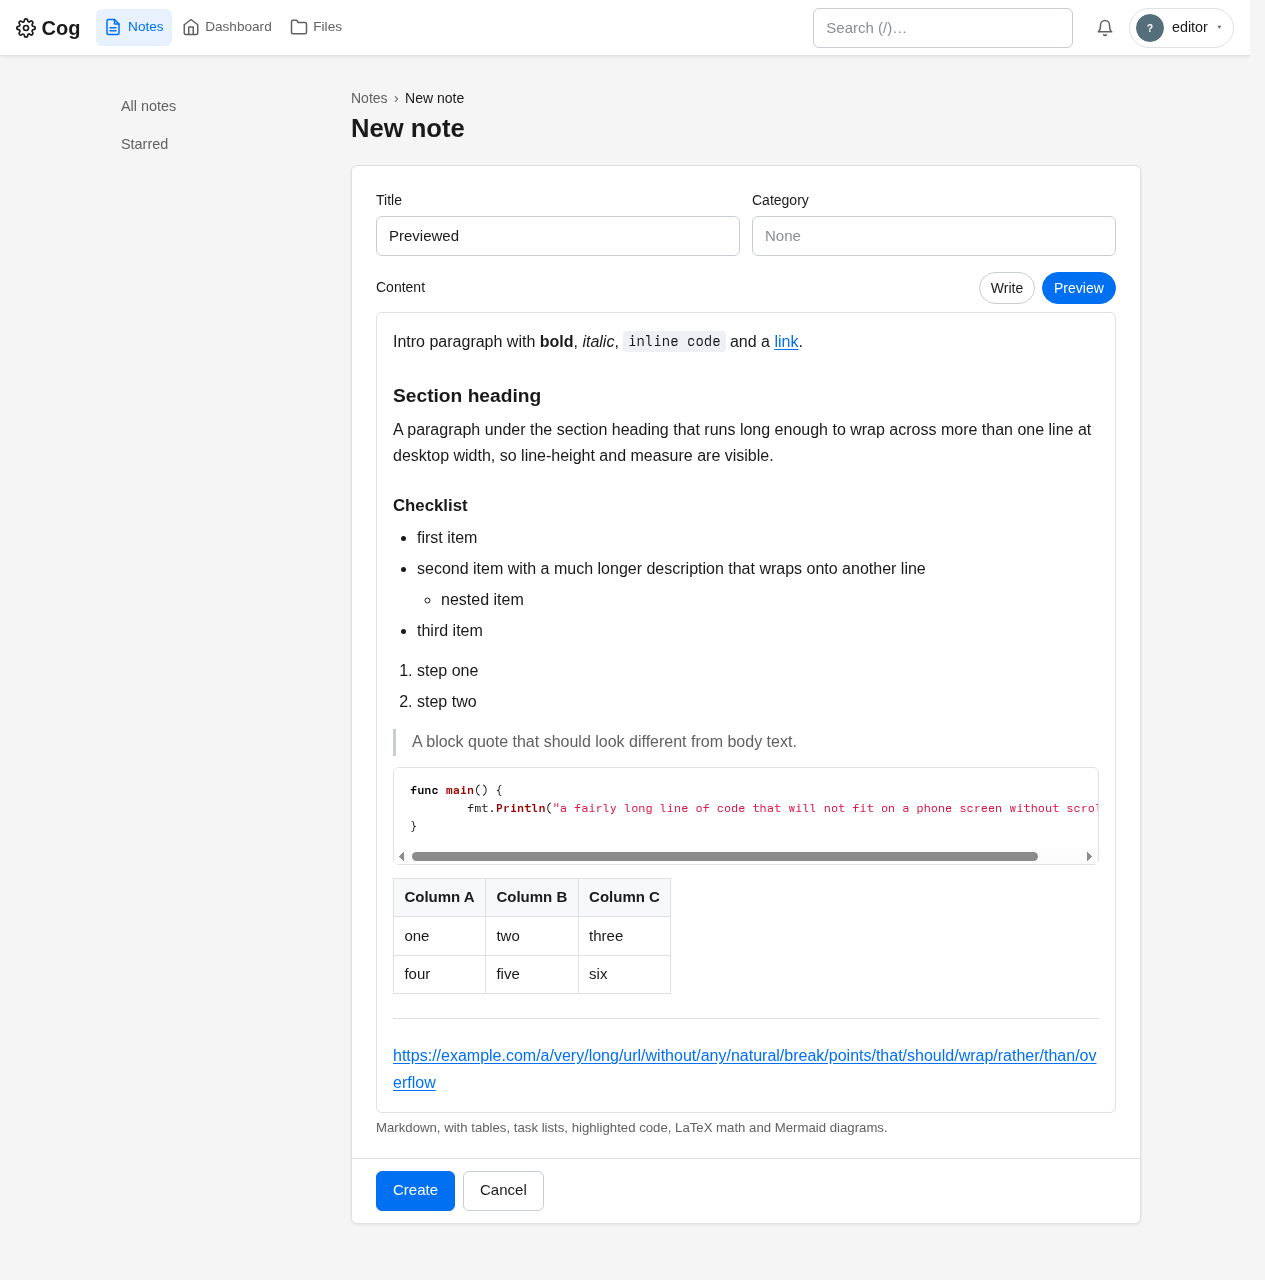 Cog
Notes
Dashboard
Files
Search (/)…
?
editor
All notes
Starred
Notes › New note
New note
Title
Category
Previewed
None
Content
Write
Preview
Intro paragraph with bold, italic, inline code and a link.
Section heading
A paragraph under the section heading that runs long enough to wrap across more than one line at
desktop width, so line-height and measure are visible.
Checklist
first item
second item with a much longer description that wraps onto another line
nested item
third item
1. step one
2. step two
A block quote that should look different from body text.
func main() {
fmt.Println("a fairly long line of code that will not fit on a phone screen without
}
Column A Column B Column C
one two three
four five six
https://example.com/a/very/long/url/without/any/natural/break/points/that/should/wrap/rather/than/ov
erflow
Markdown, with tables, task lists, highlighted code, LaTeX math and Mermaid diagrams.
Create
Cancel